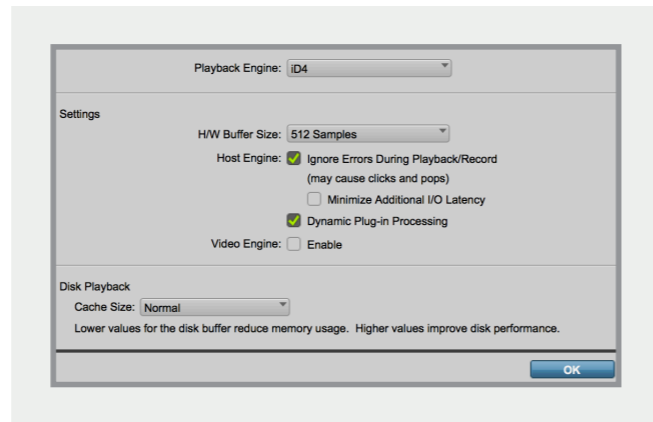 Playback Engine: iD4
Settings
H/W Buffer Size: 512 Samples
Host Engine: Ignore Errors During Playback/Record
(may cause clicks and pops)
Minimize Additional I/O Latency
Dynamic Plug-in Processing
Video Engine: Enable
Disk Playback
Cache Size: Normal
Lower values for the disk buffer reduce memory usage. Higher values improve disk performance.
OK